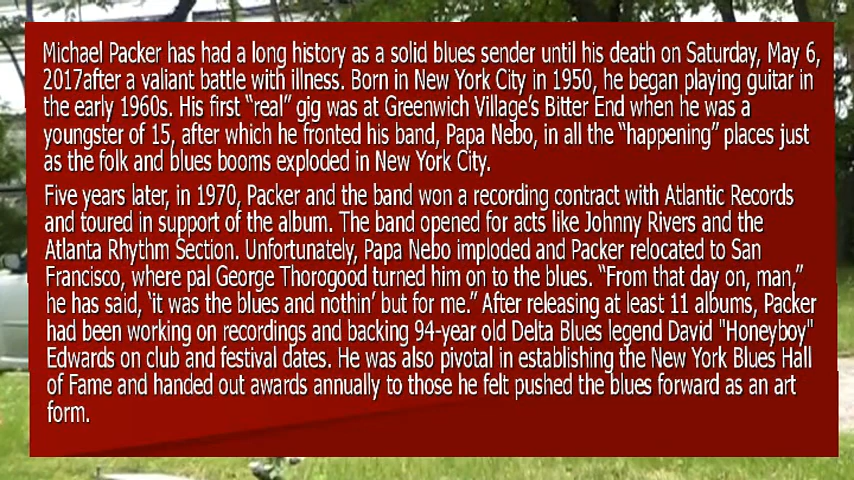 Michael Packer has had a long history as a solid blues sender until his death on Saturday, May 6,
2017after a valiant battle with illness. Born in New York City in 1950, he began playing guitar in
the early 1960s. His first “real” gig was at Greenwich Village’s Bitter End when he was a
youngster of 15, after which he fronted his band, Papa Nebo, in all the “happening” places just
as the folk and blues booms exploded in New York City.
Five years later, in 1970, Packer and the band won a recording contract with Atlantic Records
and toured in support of the album. The band opened for acts like Johnny Rivers and the
Atlanta Rhythm Section. Unfortunately, Papa Nebo imploded and Packer relocated to San
Francisco, where pal George Thorogood turned him on to the blues. “From that day on, man,”
he has said, ‘it was the blues and nothin’ but for me.” After releasing at least 11 albums, Packer
had been working on recordings and backing 94-year old Delta Blues legend David "Honeyboy"
Edwards on club and festival dates. He was also pivotal in establishing the New York Blues Hall
of Fame and handed out awards annually to those he felt pushed the blues forward as an art
form.